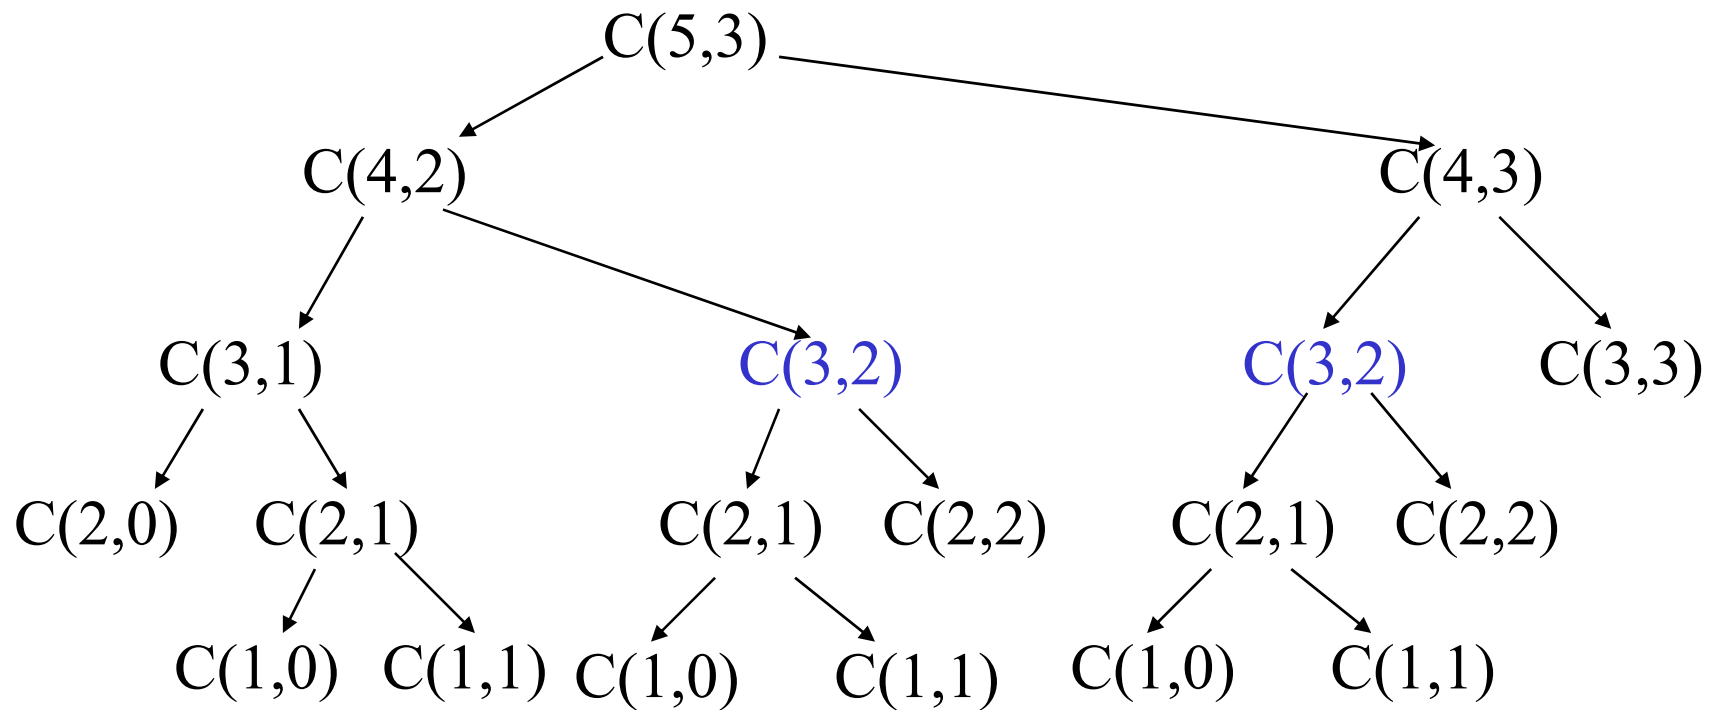 C(5,3)
C(4,2) C(4,3)
C(3,1) C(3,2) C(3,2) C(3,3)
C(2,0) C(2,1) C(2,1) C(2,2) C(2,1) C(2,2)
C(1,0) C(1,1) C(1,0) C(1,1) C(1,0) C(1,1)